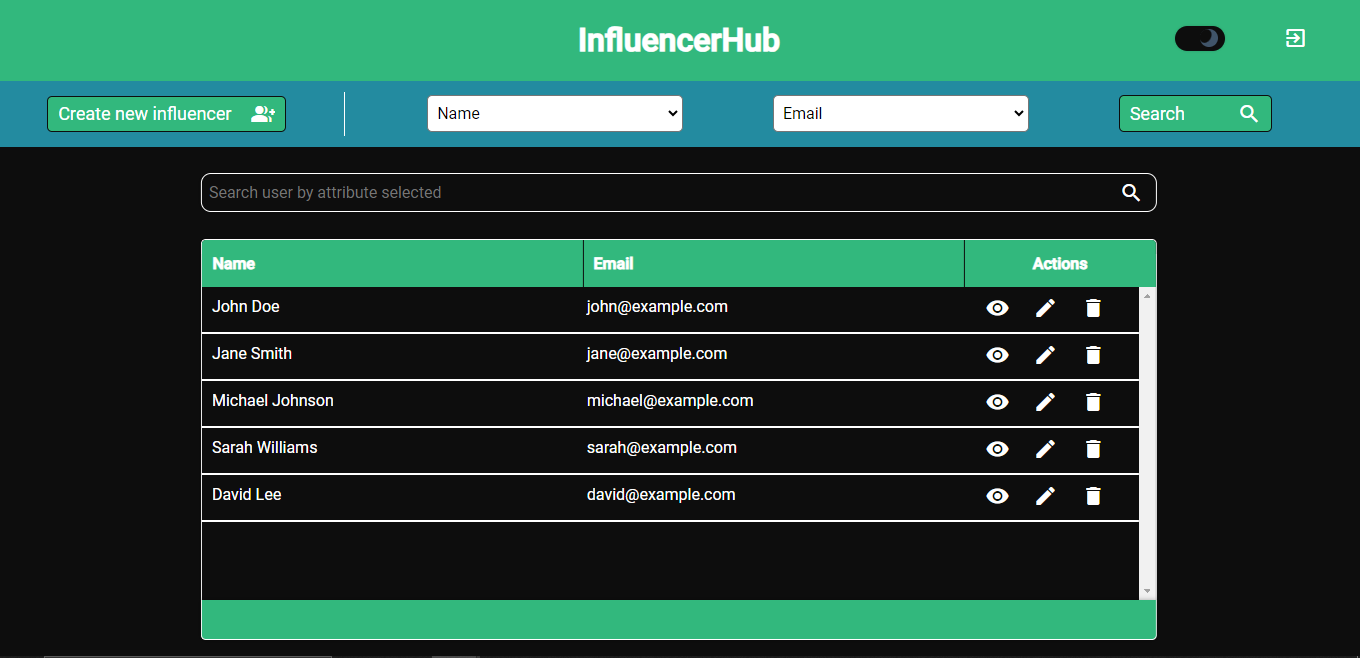 InfluencerHub
Create new influencer Name Email Search
Search user by attribute selected
Name Email Actions
John Doe john@example.com
Jane Smith jane@example.com
Michael Johnson michael@example.com
Sarah Williams sarah@example.com
David Lee david@example.com